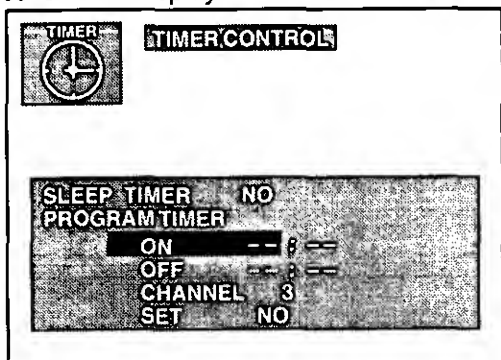 TIMER
TIMER CONTROL
SLEEP TIMER NO
PROGRAM TIMER
ON -- : --
OFF -- : --
CHANNEL 3
SET NO